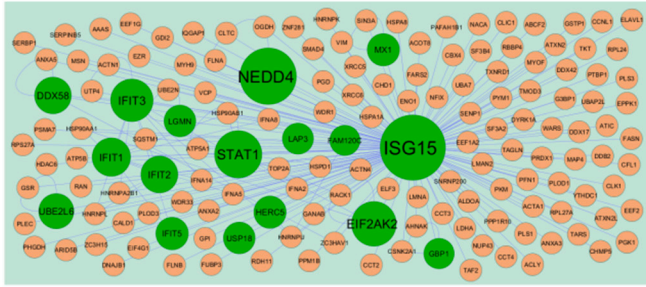 OGDH
ZNF281
HNRNPK
SIN3A
HSPA8
PAFAH1B1
NACA
CLIC1
ABCF2
GSTP1
CCNL1
ELAVL1
SERBP1
SERPINB5
AAAS
EEF1G
GDI2
IQGAP1
CLTC
SMAD4
VIM
MX1
ACOT8
CBX4
SF3B4
RBBP4
ATXN2
TKT
RPL24
ANXA5
MSN
ACTN1
EZR
MYH9
FLNA
NEDD4
XRCC5
FARS2
TXNRD1
MYOF
DDX42
PTBP1
PLS3
DDX58
UTP4
IFIT3
UBE2N
VCP
PGD
XRCC6
CHD1
ENO1
NFIX
UBA7
PYM1
TMOD3
G3BP1
UBAP2L
EPPK1
LGMN
HSP90AB1
IFNA8
WDR1
HSPA1A
SENP1
DYRK1A
PSMA7
HSP90AA1
SQSTM1
STAT1
LAP3
FAM120C
ISG15
SF3A2
WARS
DDX17
ATIC
FASN
RPS27A
EEF1A2
TAGLN
HDAC6
ATP5B
IFIT1
ATP5A1
TOP2A
HSPD1
ACTN4
LMAN2
PRDX1
MAP4
DDB2
CFL1
GSR
RAN
HNRNPA2B1
IFIT2
IFNA14
IFNA5
IFNA2
RACK1
ELF3
SNRNP200
PKM
PFN1
PLOD1
YTHDC1
CLK1
UBE2L6
HNRNPL
PLOD3
WDR33
ANXA2
HERC5
GANAB
LMNA
ALDOA
ACTA1
RPL27A
ATXN2L
EEF2
PLEC
CALD1
EIF2AK2
AHNAK
CCT3
PPP1R10
PHGDH
ARID5B
ZC3H15
EIF4G1
IFIT5
GPI
USP18
HNRNPU
ZC3HAV1
CSNK2A1
GBP1
LDHA
NUP43
PLS1
ANXA3
TARS
CHMP5
PGK1
DNAJB1
FLNB
FUBP3
RDH11
PPM1B
CCT2
TAF2
CCT4
ACLY